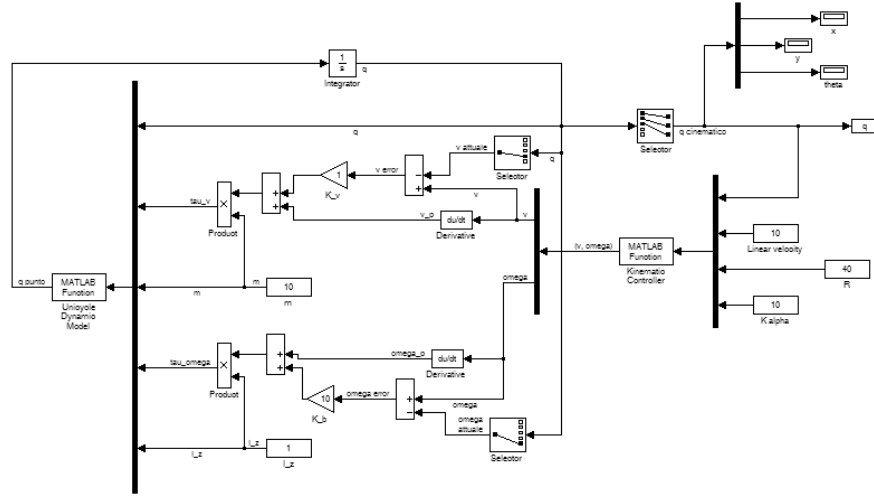 x
y
theta
1
s
q
Integrator
q
Selector
q cinematico
q
v attuale
Selector
q
v error
1
K_v
v
tau_v
Product
v_p
du/dt
Derivative
v
(v, omega)
MATLAB
Function
Kinematic
Controller
10
Linear velocity
40
R
10
K alpha
omega
q punto
MATLAB
Function
Unicycle
Dynamic
Model
m
m
10
m
tau_omega
Product
omega_p
du/dt
Derivative
10
K_b
omega error
omega
omega
attuale
Selector
I_z
I_z
1
I_z